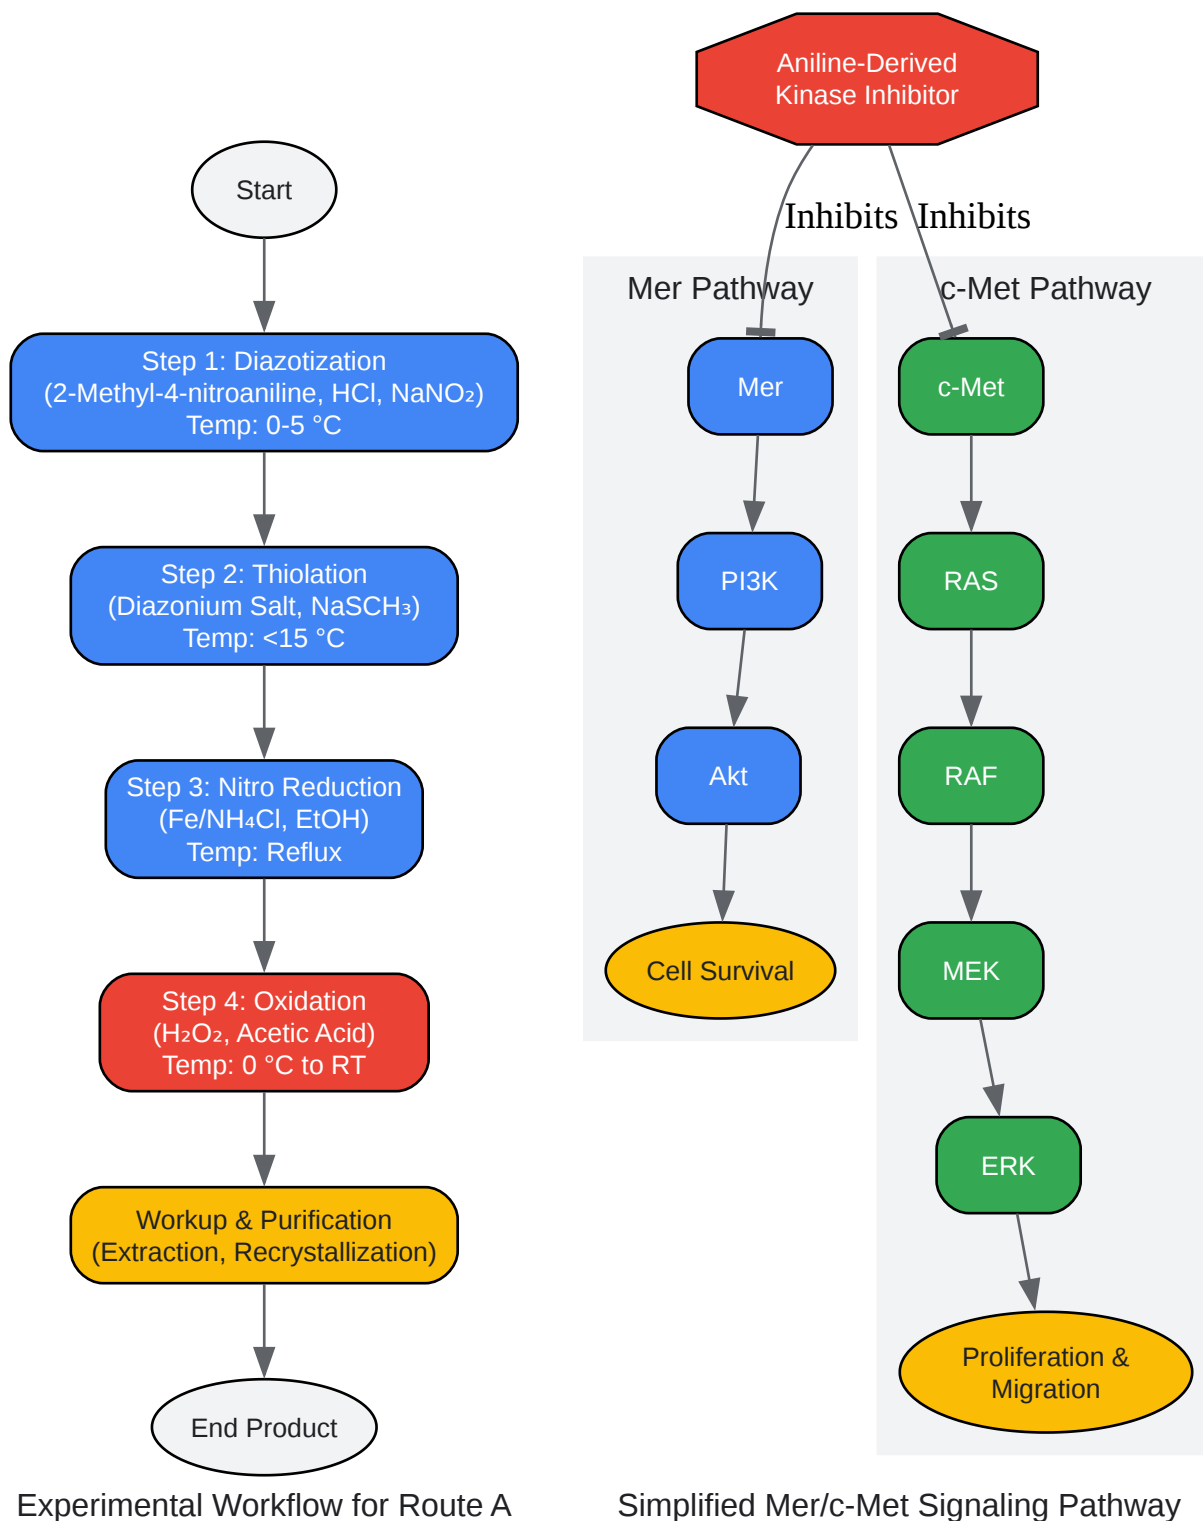 Start
Step 1: Diazotization
(2-Methyl-4-nitroaniline, HCl, NaNO₂)
Temp: 0-5 °C
Step 2: Thiolation
(Diazonium Salt, NaSCH₃)
Temp: <15 °C
Step 3: Nitro Reduction
(Fe/NH₄Cl, EtOH)
Temp: Reflux
Step 4: Oxidation
(H₂O₂, Acetic Acid)
Temp: 0 °C to RT
Workup & Purification
(Extraction, Recrystallization)
End Product
Experimental Workflow for Route A
Aniline-Derived
Kinase Inhibitor
Inhibits
Inhibits
Mer Pathway
Mer
PI3K
Akt
Cell Survival
c-Met Pathway
c-Met
RAS
RAF
MEK
ERK
Proliferation &
Migration
Simplified Mer/c-Met Signaling Pathway